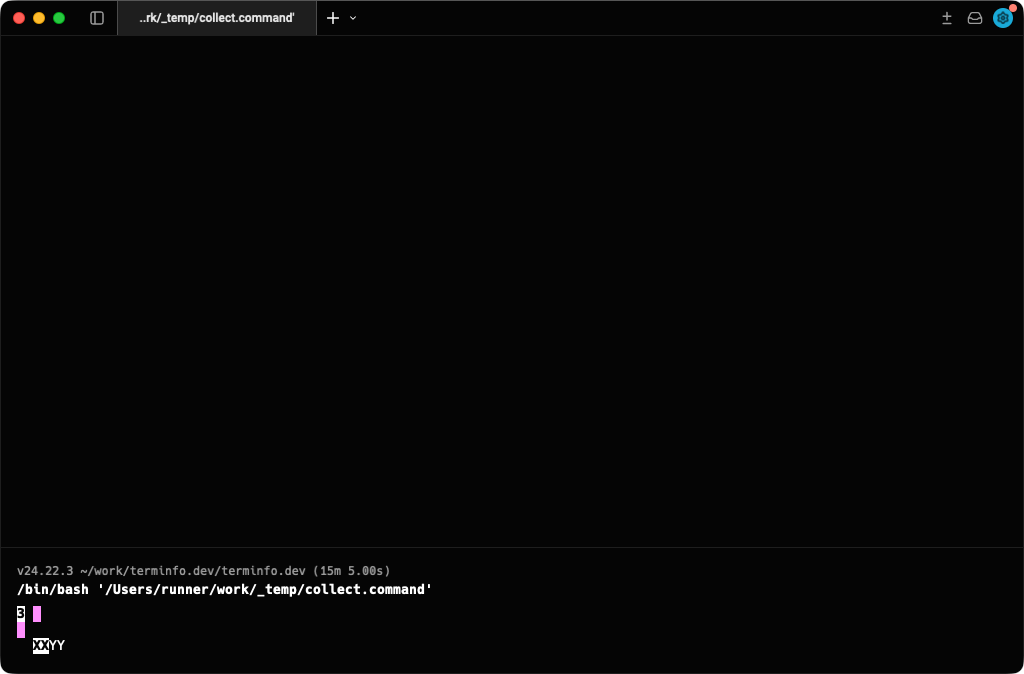 ..rk/_temp/collect.command'
v24.22.3 ~/work/terminfo.dev/terminfo.dev (15m 5.00s)
/bin/bash '/Users/runner/work/_temp/collect.command'
3
XXYY